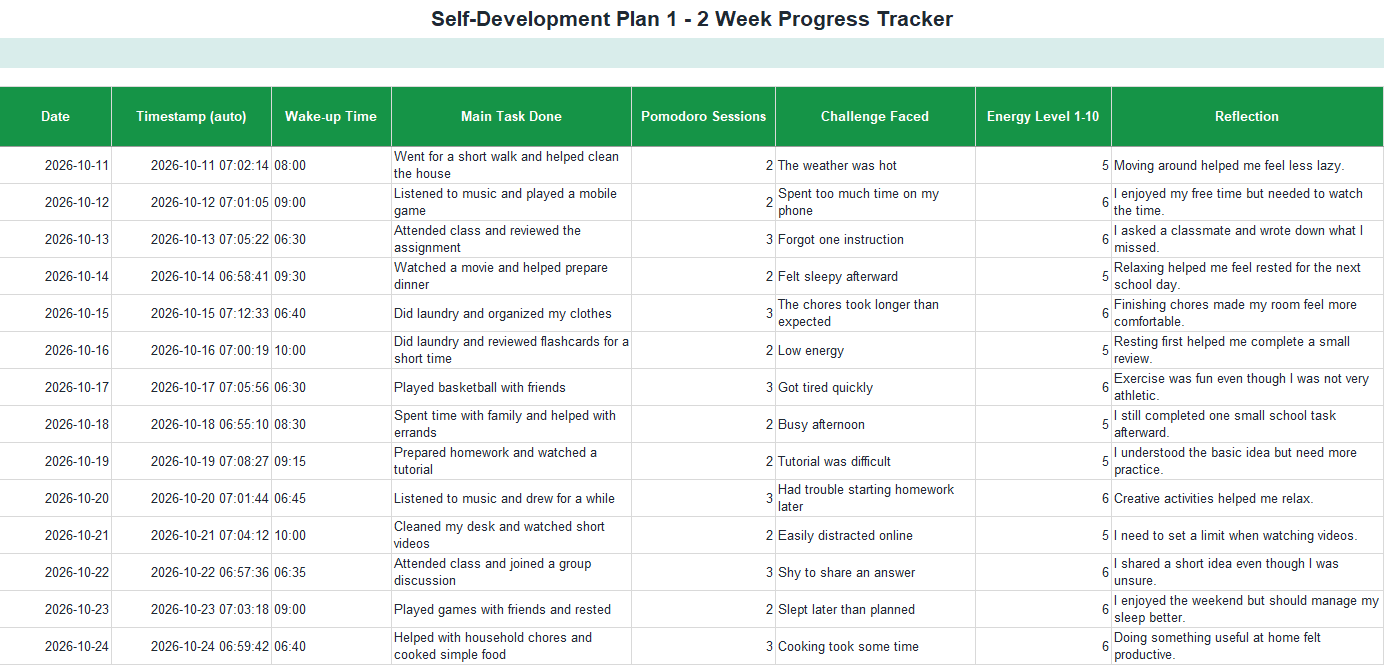 Self-Development Plan 1 - 2 Week Progress Tracker
Date Timestamp (auto) Wake-up Time Main Task Done Pomodoro Sessions Challenge Faced Energy Level 1-10 Reflection
2026-10-11 2026-10-11 07:02:14 08:00 Went for a short walk and helped clean the house 2 The weather was hot 5 Moving around helped me feel less lazy.
2026-10-12 2026-10-12 07:01:05 09:00 Listened to music and played a mobile game 2 Spent too much time on my phone 6 I enjoyed my free time but needed to watch the time.
2026-10-13 2026-10-13 07:05:22 06:30 Attended class and reviewed the assignment 3 Forgot one instruction 6 I asked a classmate and wrote down what I missed.
2026-10-14 2026-10-14 06:58:41 09:30 Watched a movie and helped prepare dinner 2 Felt sleepy afterward 5 Relaxing helped me feel rested for the next school day.
2026-10-15 2026-10-15 07:12:33 06:40 Did laundry and organized my clothes 3 The chores took longer than expected 6 Finishing chores made my room feel more comfortable.
2026-10-16 2026-10-16 07:00:19 10:00 Did laundry and reviewed flashcards for a short time 2 Low energy 5 Resting first helped me complete a small review.
2026-10-17 2026-10-17 07:05:56 06:30 Played basketball with friends 3 Got tired quickly 6 Exercise was fun even though I was not very athletic.
2026-10-18 2026-10-18 06:55:10 08:30 Spent time with family and helped with errands 2 Busy afternoon 5 I still completed one small school task afterward.
2026-10-19 2026-10-19 07:08:27 09:15 Prepared homework and watched a tutorial 2 Tutorial was difficult 5 I understood the basic idea but need more practice.
2026-10-20 2026-10-20 07:01:44 06:45 Listened to music and drew for a while 3 Had trouble starting homework later 6 Creative activities helped me relax.
2026-10-21 2026-10-21 07:04:12 10:00 Cleaned my desk and watched short videos 2 Easily distracted online 5 I need to set a limit when watching videos.
2026-10-22 2026-10-22 06:57:36 06:35 Attended class and joined a group discussion 3 Shy to share an answer 6 I shared a short idea even though I was unsure.
2026-10-23 2026-10-23 07:03:18 09:00 Played games with friends and rested 2 Slept later than planned 6 I enjoyed the weekend but should manage my sleep better.
2026-10-24 2026-10-24 06:59:42 06:40 Helped with household chores and cooked simple food 3 Cooking took some time 6 Doing something useful at home felt productive.